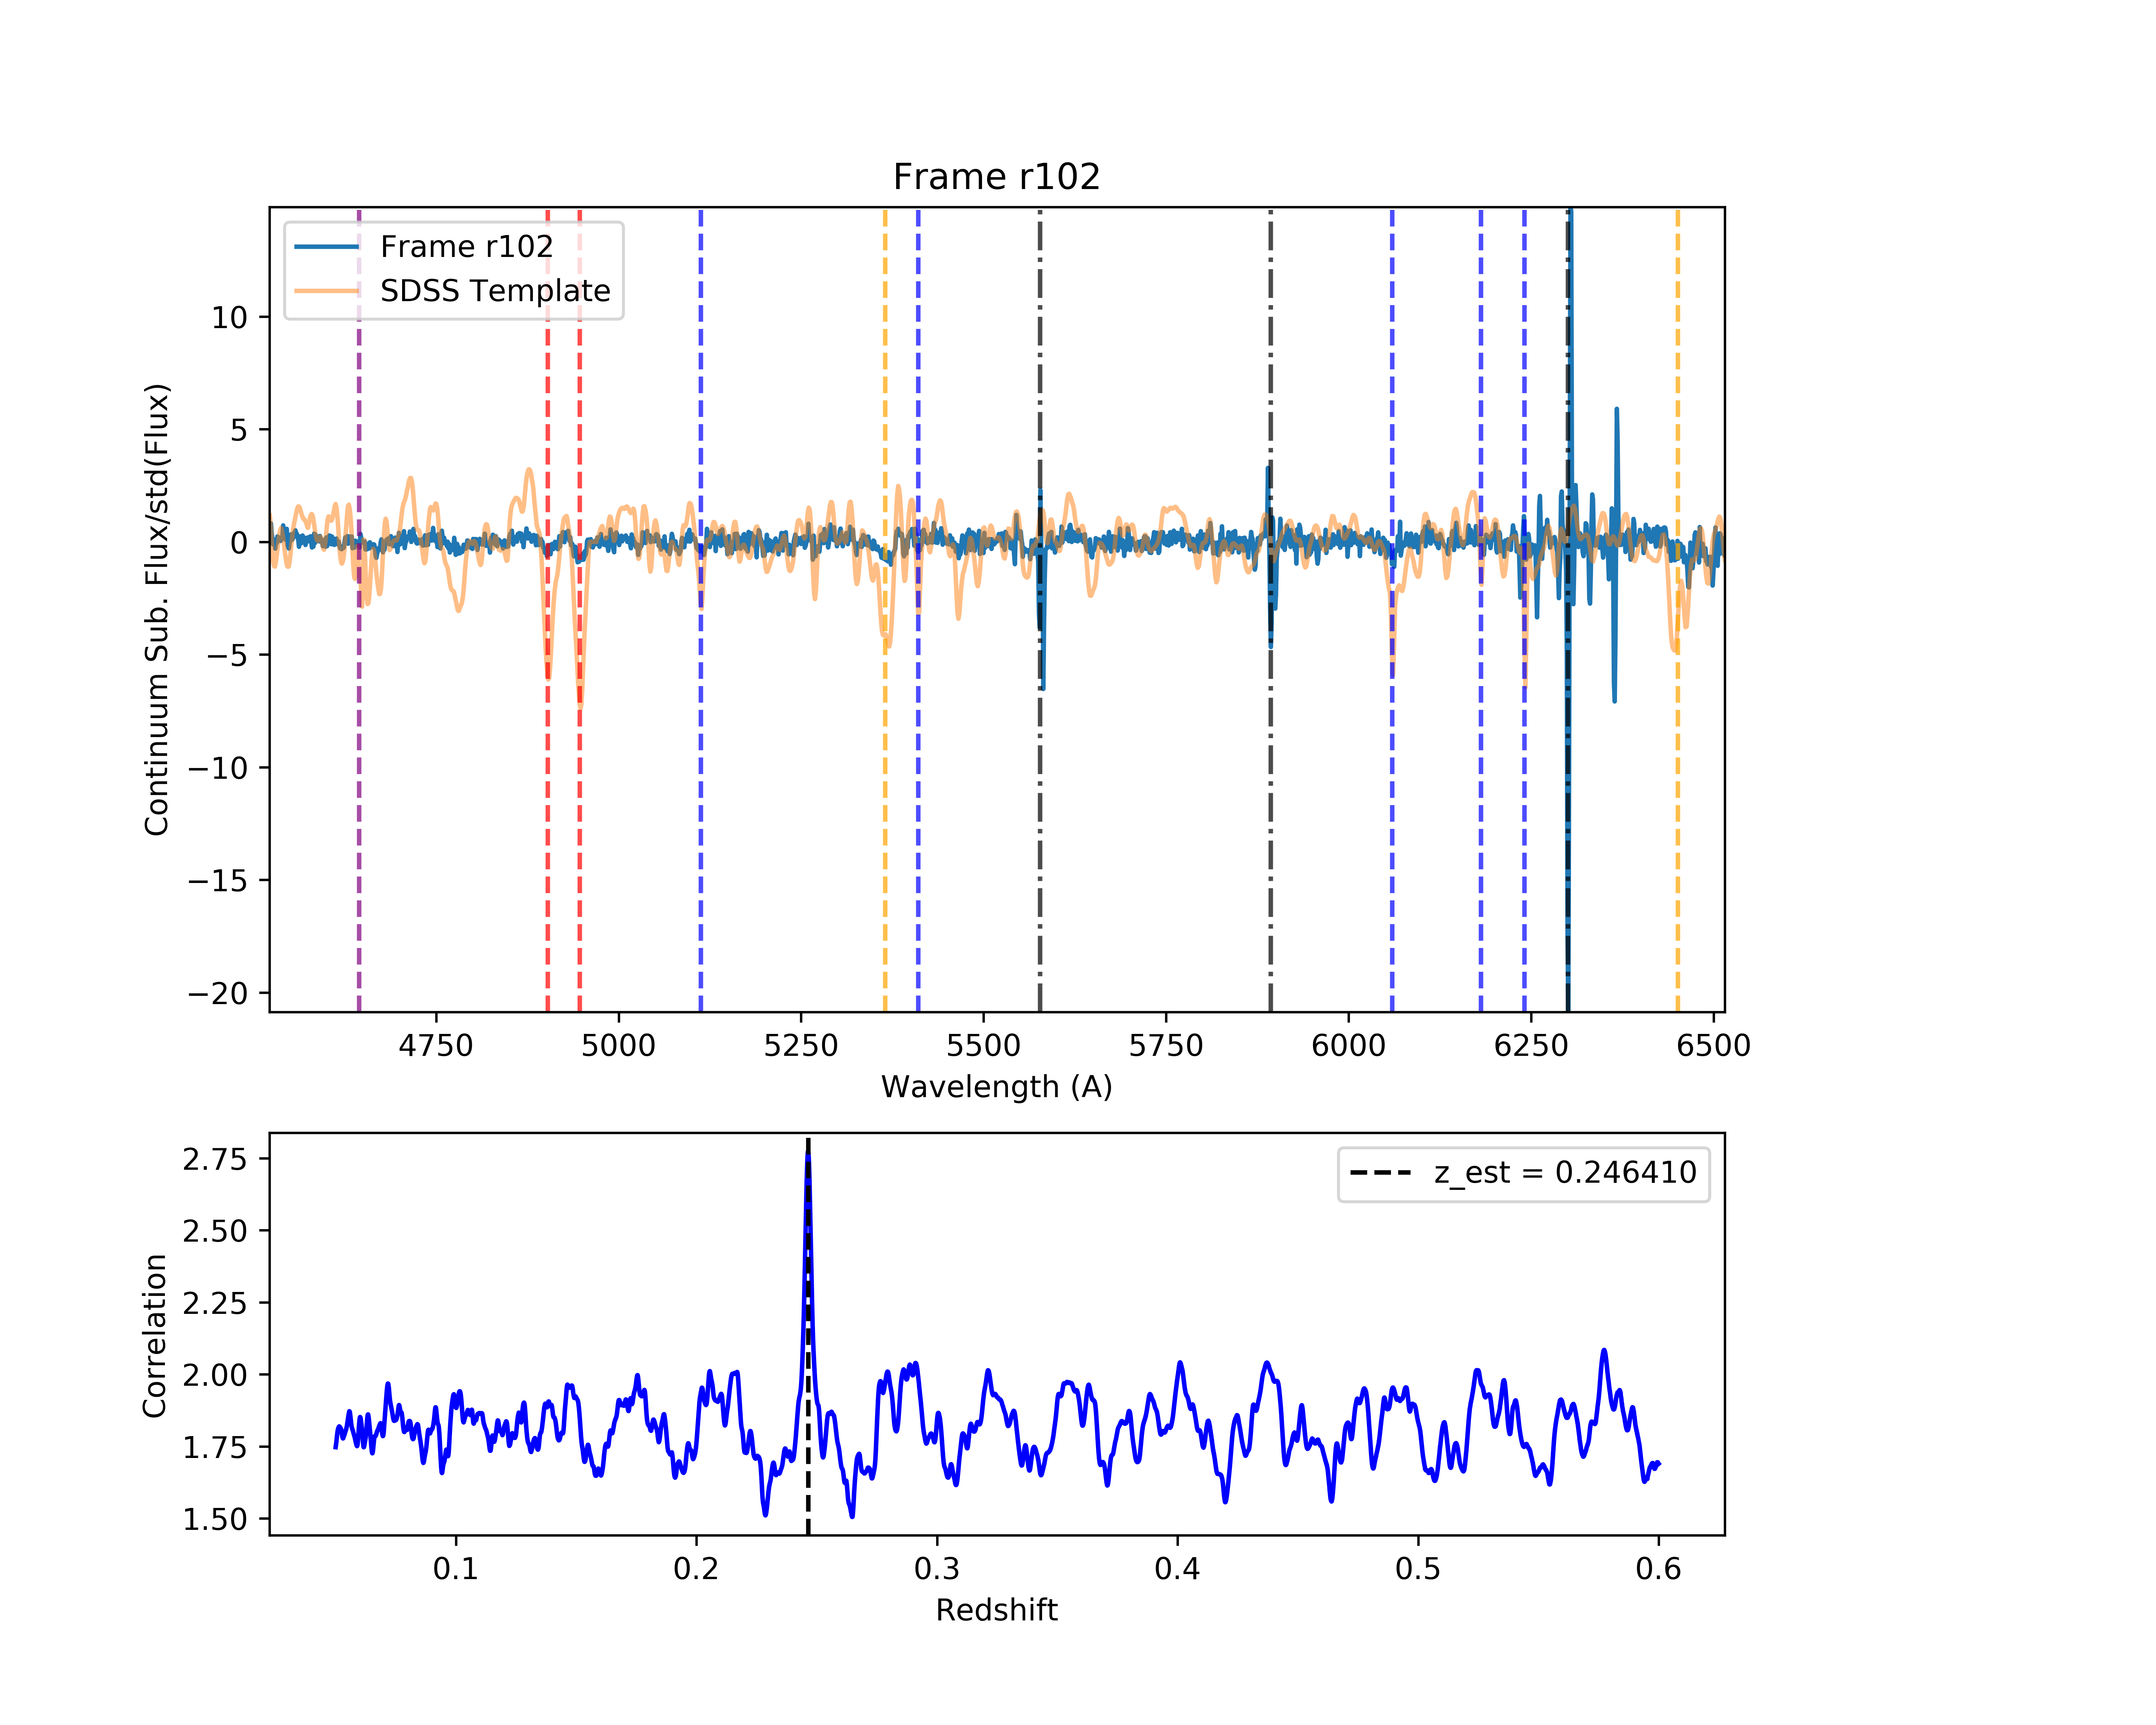 Frame r102
Frame r102
SDSS Template
10
5
0
−5
−10
−15
−20
Continuum Sub. Flux/std(Flux)
4750 5000 5250 5500 5750 6000 6250 6500
Wavelength (A)
z_est = 0.246410
2.75
2.50
2.25
2.00
1.75
1.50
Correlation
0.1 0.2 0.3 0.4 0.5 0.6
Redshift